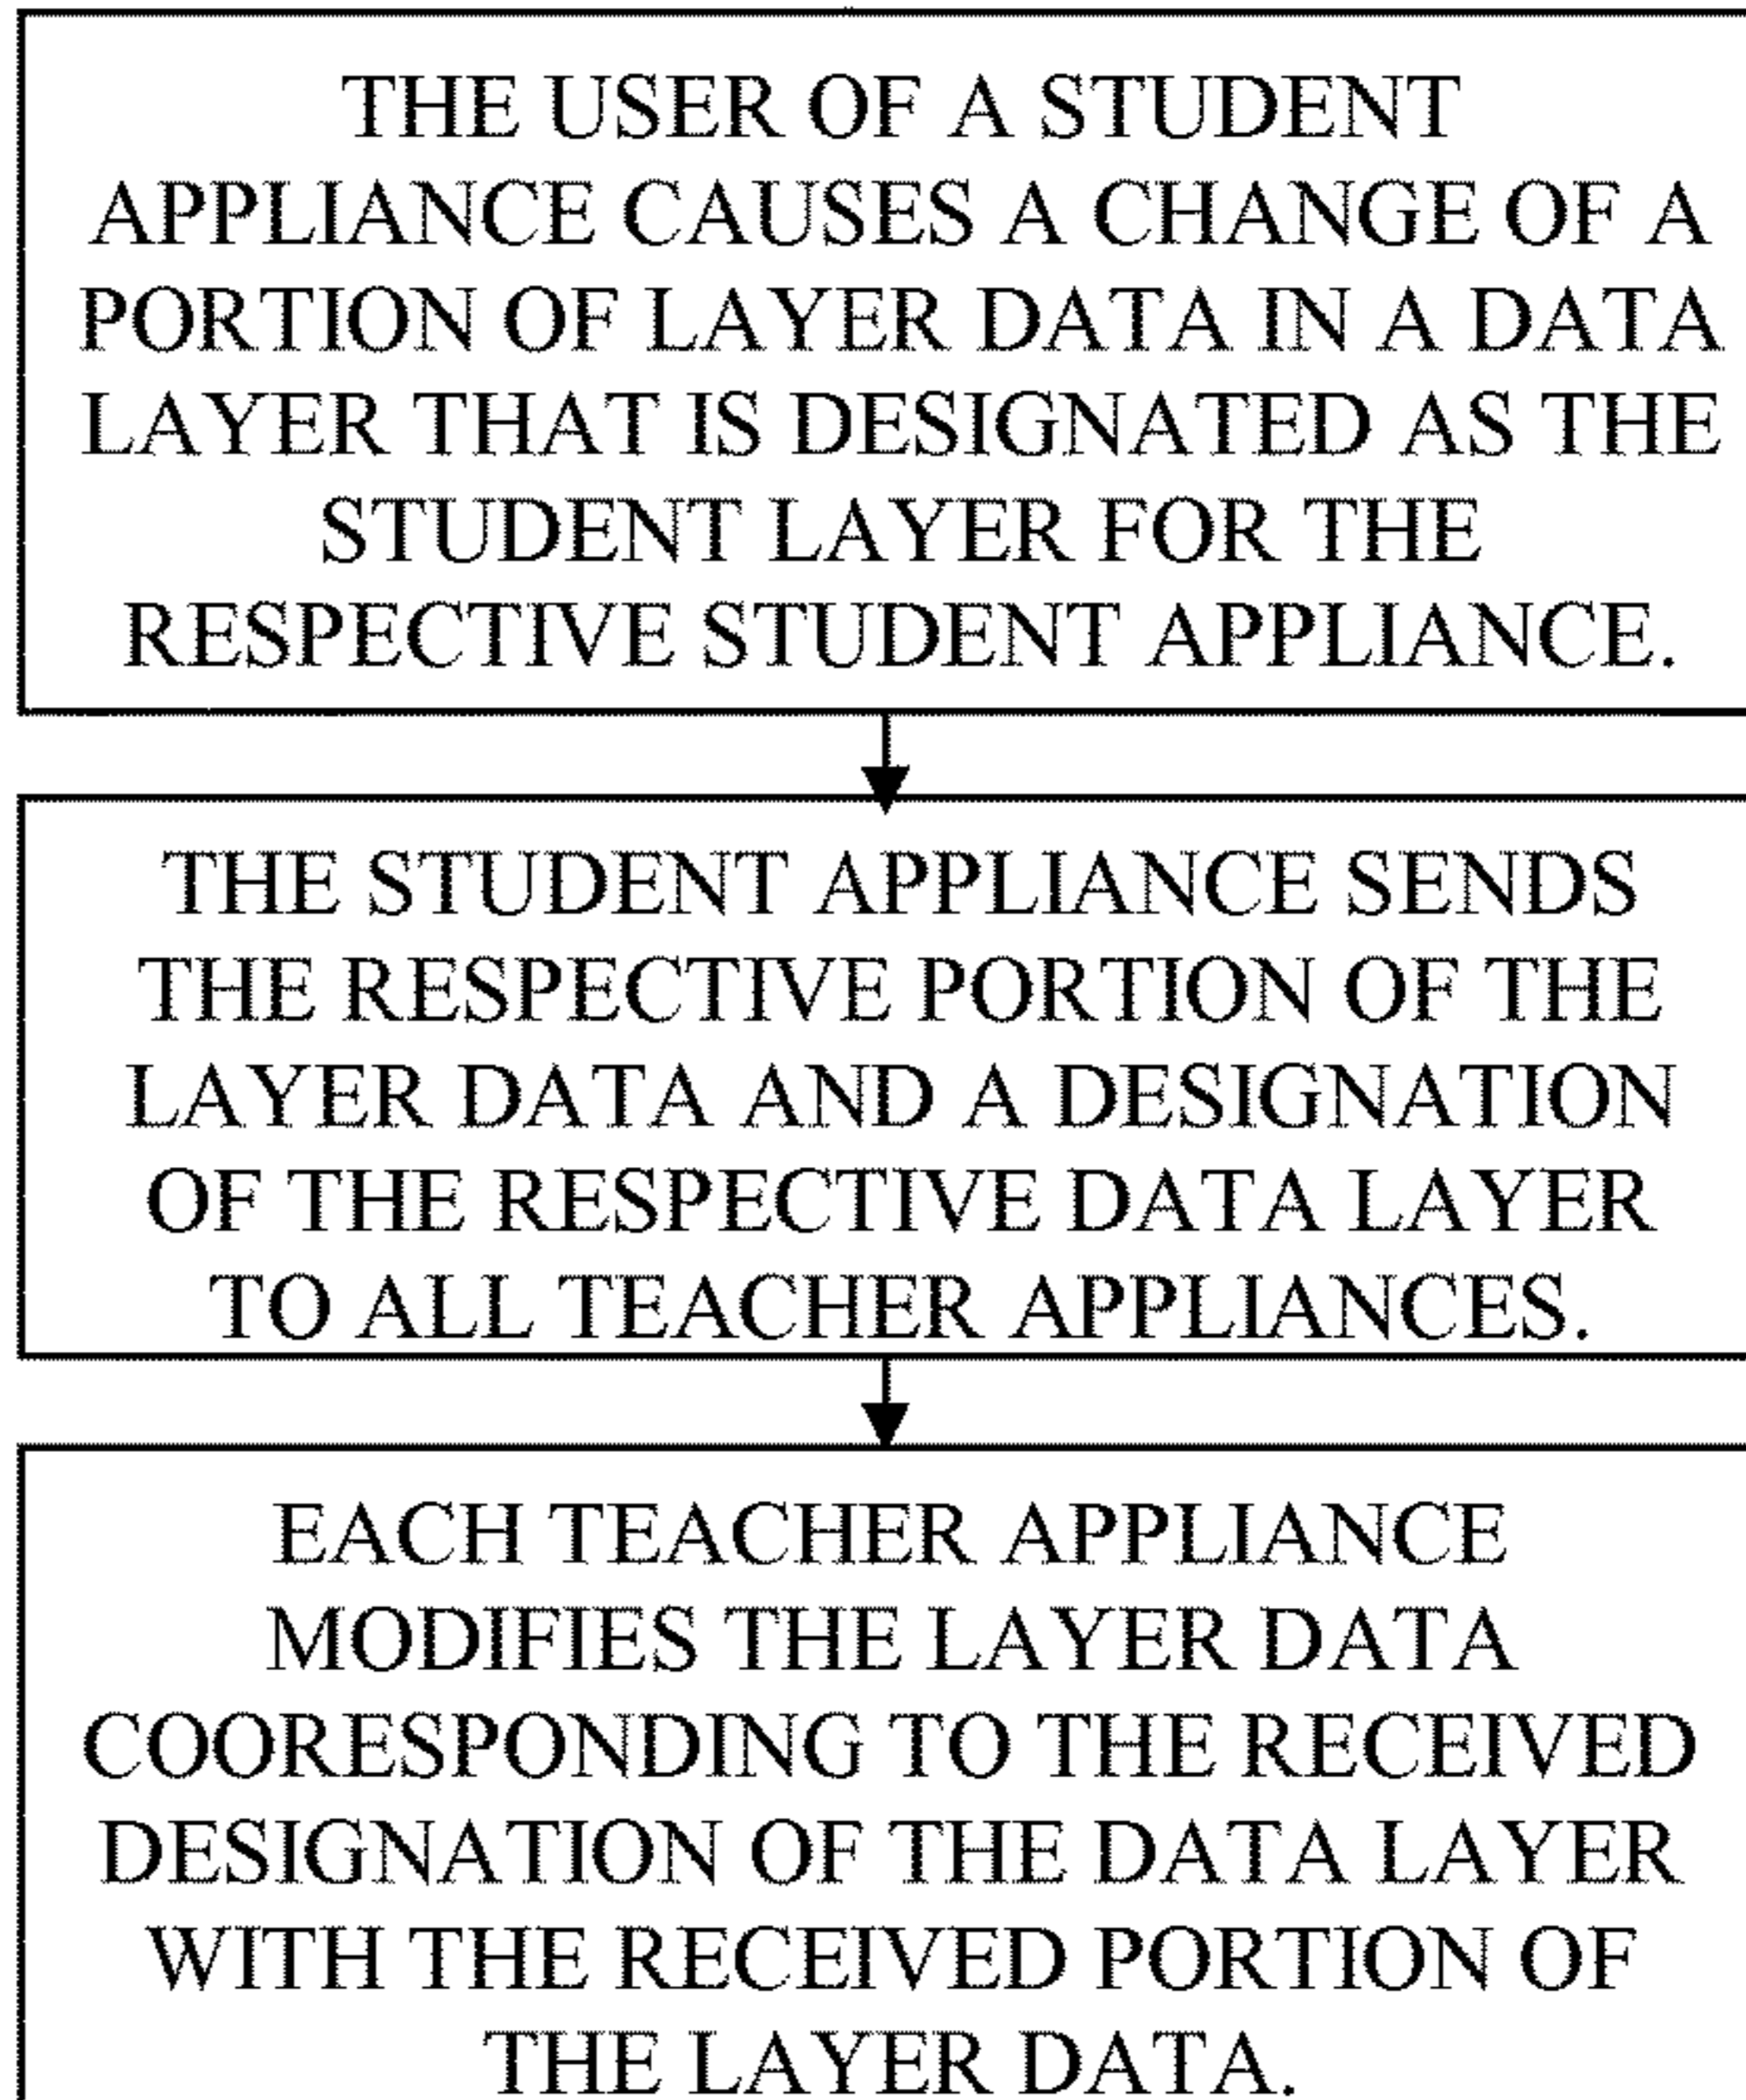 THE USER OF A STUDENT
APPLIANCE CAUSES A CHANGE OF A
PORTION OF LAYER DATA IN A DATA
LAYER THAT IS DESIGNATED AS THE
STUDENT LAYER FOR THE
RESPECTIVE STUDENT APPLIANCE.
THE STUDENT APPLIANCE SENDS
THE RESPECTIVE PORTION OF THE
LAYER DATA AND A DESIGNATION
OF THE RESPECTIVE DATA LAYER
TO ALL TEACHER APPLIANCES.
EACH TEACHER APPLIANCE
MODIFIES THE LAYER DATA
COORESPONDING TO THE RECEIVED
DESIGNATION OF THE DATA LAYER
WITH THE RECEIVED PORTION OF
THE LAYER DATA.